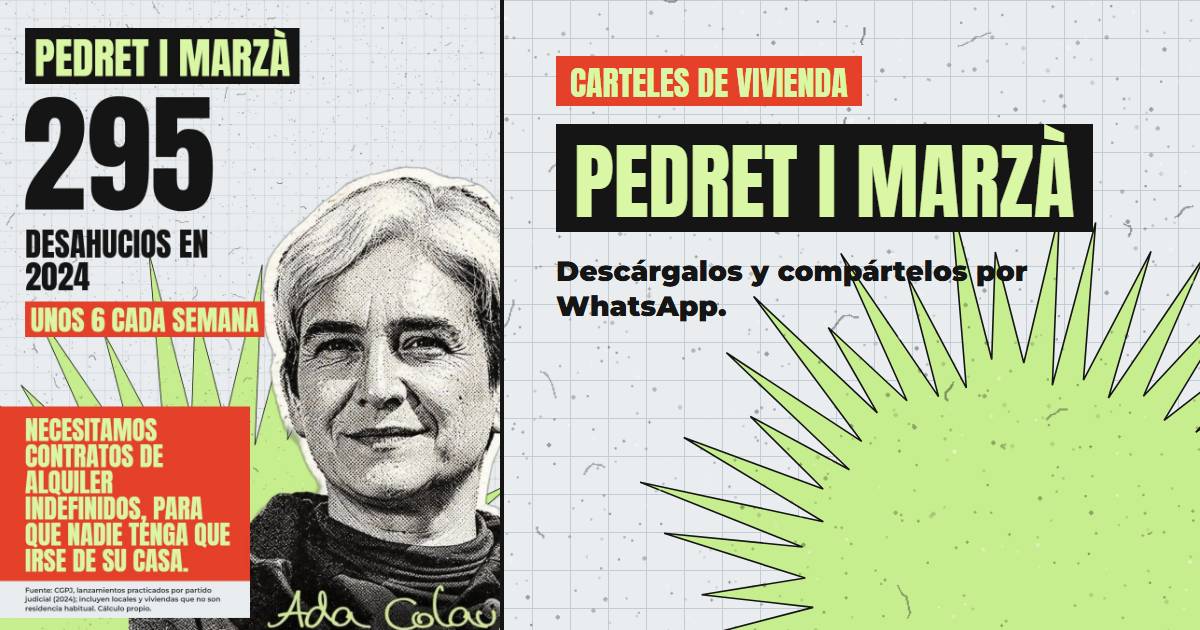 PEDRET I MARZÀ
295
DESAHUCIOS EN
2024
UNOS 6 CADA SEMANA
NECESITAMOS
CONTRATOS DE
ALQUILER
INDEFINIDOS, PARA
QUE NADIE TENGA QUE
IRSE DE SU CASA.
Fuente: CGPJ, lanzamientos practicados por partido
judicial (2024); incluyen locales y viviendas que no son
residencia habitual. Cálculo propio.
Ada Colau
CARTELES DE VIVIENDA
PEDRET I MARZÀ
Descárgalos y compártelos por
WhatsApp.